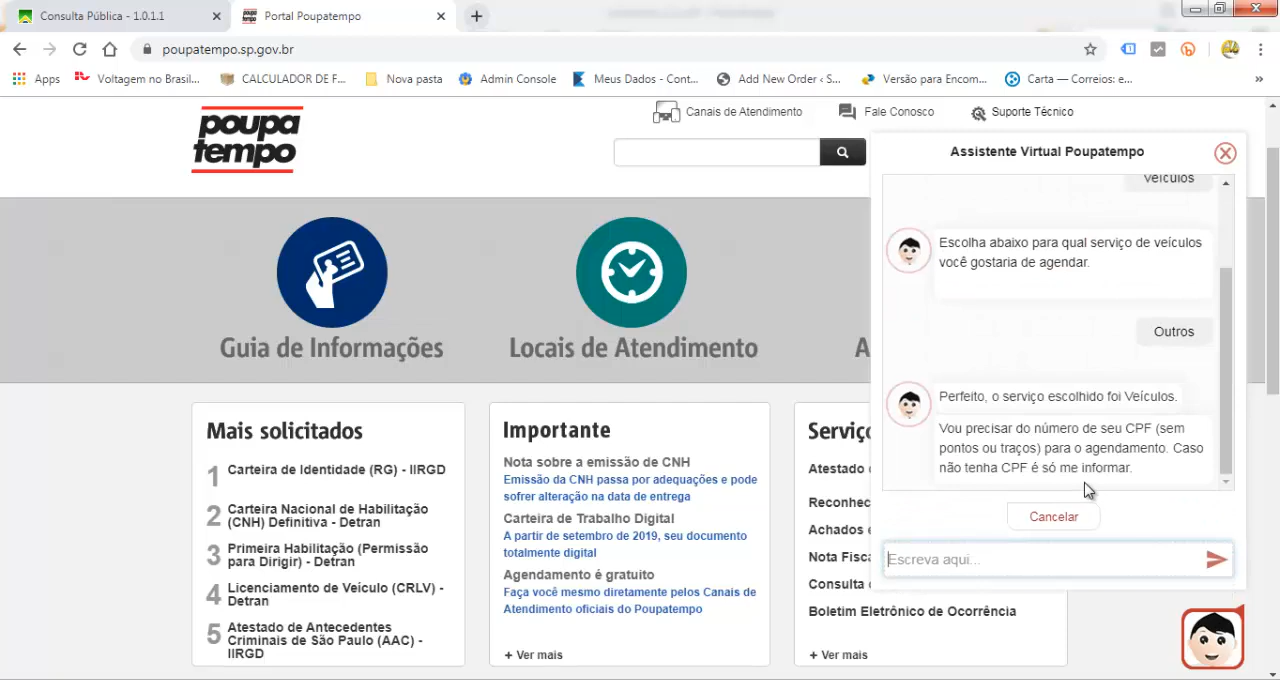 Consulta Pública - 1.0.1.1
Portal Poupatempo
poupatempo.sp.gov.br
Apps
Voltagem no Brasil...
CALCULADOR DE F...
Nova pasta
Admin Console
Meus Dados - Cont...
Add New Order ‹ S...
Versão para Encom...
Carta — Correios: e...
»
poupa
tempo
Canais de Atendimento
Fale Conosco
Suporte Técnico
Guia de Informações
Locais de Atendimento
A
Mais solicitados
1 Carteira de Identidade (RG) - IIRGD
2 Carteira Nacional de Habilitação
(CNH) Definitiva - Detran
3 Primeira Habilitação (Permissão
para Dirigir) - Detran
4 Licenciamento de Veículo (CRLV) -
Detran
5 Atestado de Antecedentes
Criminais de São Paulo (AAC) -
IIRGD
Importante
Nota sobre a emissão de CNH
Emissão da CNH passa por adequações e pode
sofrer alteração na data de entrega
Carteira de Trabalho Digital
A partir de setembro de 2019, seu documento
totalmente digital
Agendamento é gratuito
Faça você mesmo diretamente pelos Canais de
Atendimento oficiais do Poupatempo
+ Ver mais
Serviço
Atestado
Reconhec
Achados e
Nota Fisca
Consulta
Boletim Eletrônico de Ocorrência
+ Ver mais
Assistente Virtual Poupatempo
Veículos
Escolha abaixo para qual serviço de veículos
você gostaria de agendar.
Outros
Perfeito, o serviço escolhido foi Veículos.
Vou precisar do número de seu CPF (sem
pontos ou traços) para o agendamento. Caso
não tenha CPF é só me informar.
Cancelar
Escreva aqui...